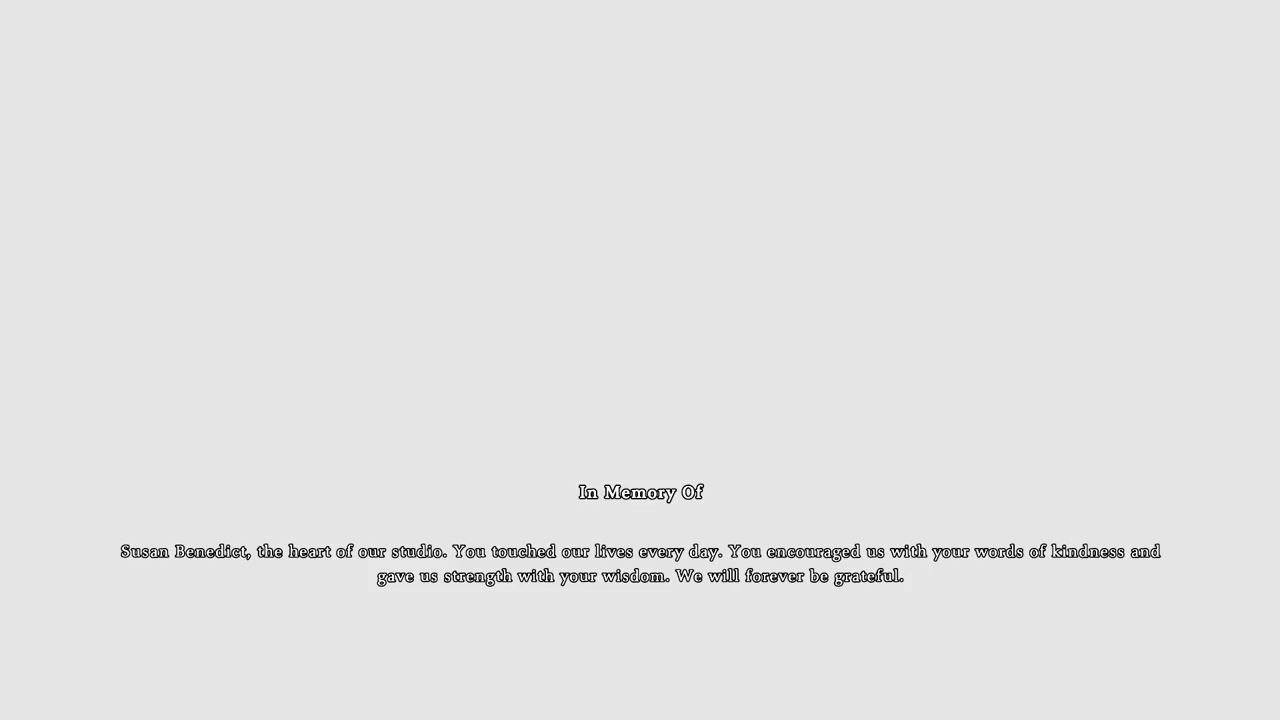 In Memory Of
Susan Benedict, the heart of our studio. You touched our lives every day. You encouraged us with your words of kindness and
gave us strength with your wisdom. We will forever be grateful.